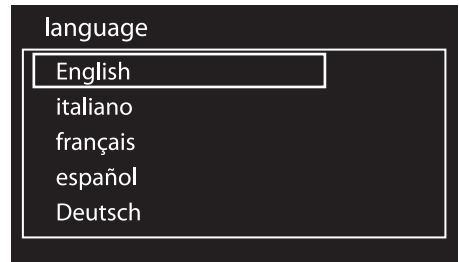 language
English
italiano
français
español
Deutsch